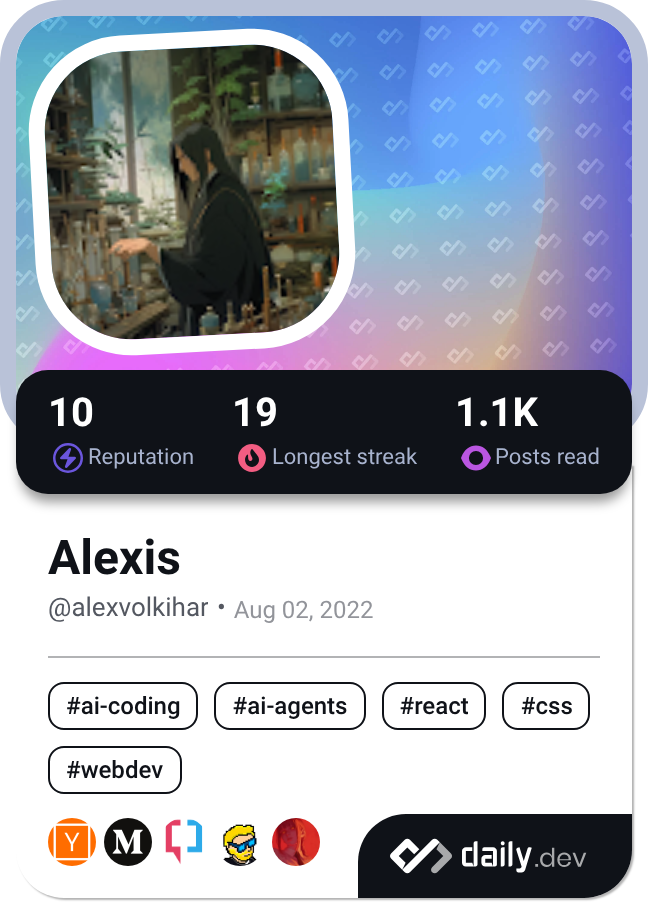 10 19 1.1K
Reputation Longest streak Posts read
Alexis
@alexvolkihar • Aug 02, 2022
#ai-coding #ai-agents #react #css
#webdev
Y M daily.dev